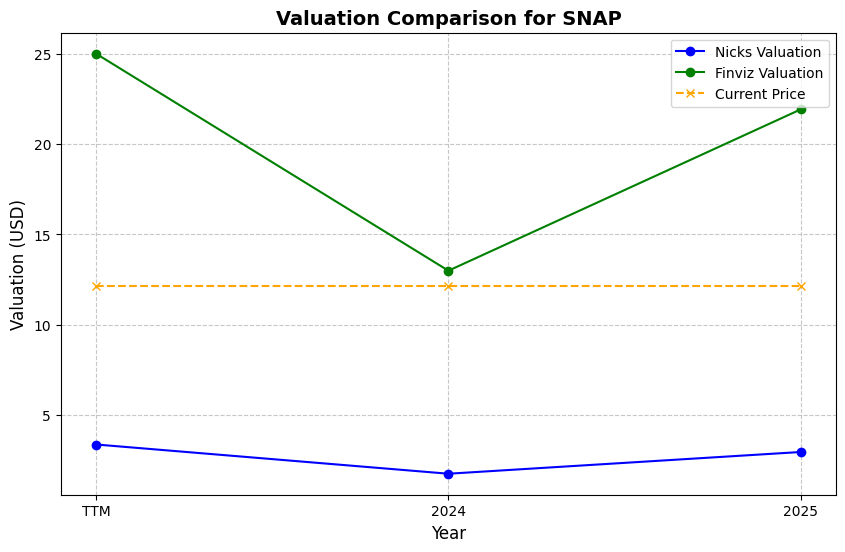 Valuation Comparison for SNAP
Nicks Valuation
Finviz Valuation
Current Price
Valuation (USD)
25
20
15
10
5
TTM
2024
2025
Year